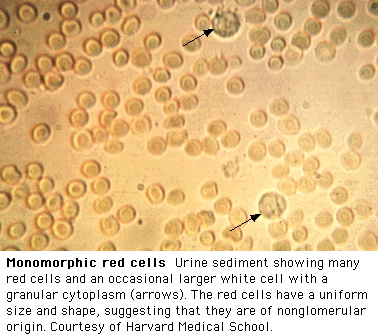 Monomorphic red cells Urine sediment showing many
red cells and an occasional larger white cell with a
granular cytoplasm (arrows). The red cells have a uniform
size and shape, suggesting that they are of nonglomerular
origin. Courtesy of Harvard Medical School.